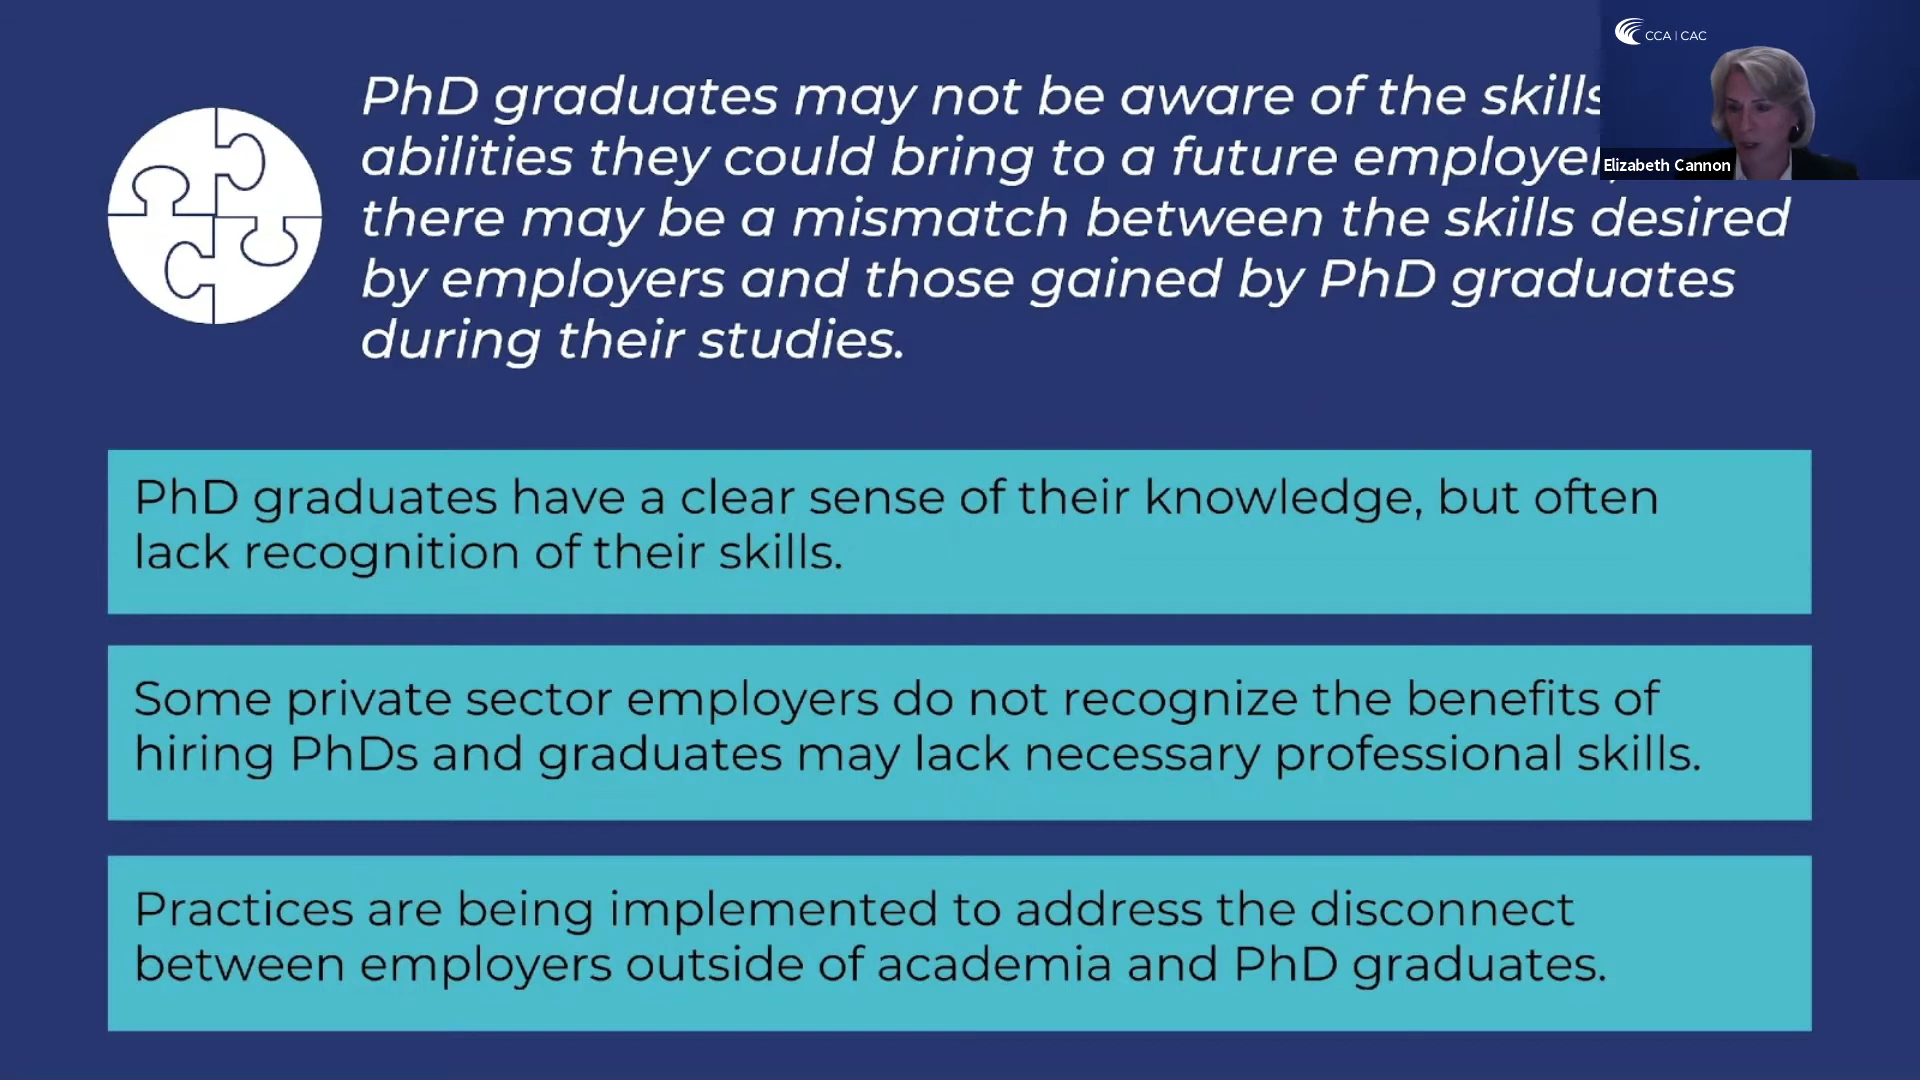 PhD graduates may not be aware of the skills
abilities they could bring to a future employer,
there may be a mismatch between the skills desired
by employers and those gained by PhD graduates
during their studies.
CCA | CAC
Elizabeth Cannon
PhD graduates have a clear sense of their knowledge, but often
lack recognition of their skills.
Some private sector employers do not recognize the benefits of
hiring PhDs and graduates may lack necessary professional skills.
Practices are being implemented to address the disconnect
between employers outside of academia and PhD graduates.